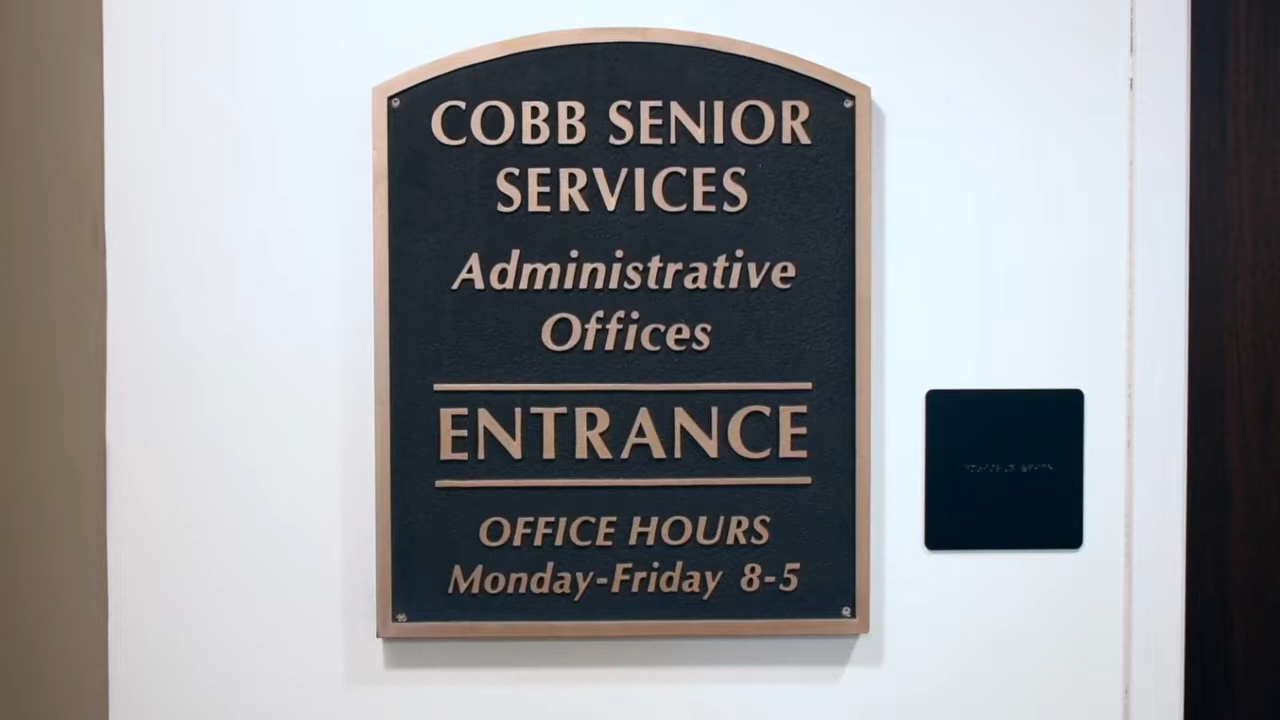 COBB SENIOR
SERVICES
Administrative
Offices
ENTRANCE
OFFICE HOURS
Monday-Friday 8-5